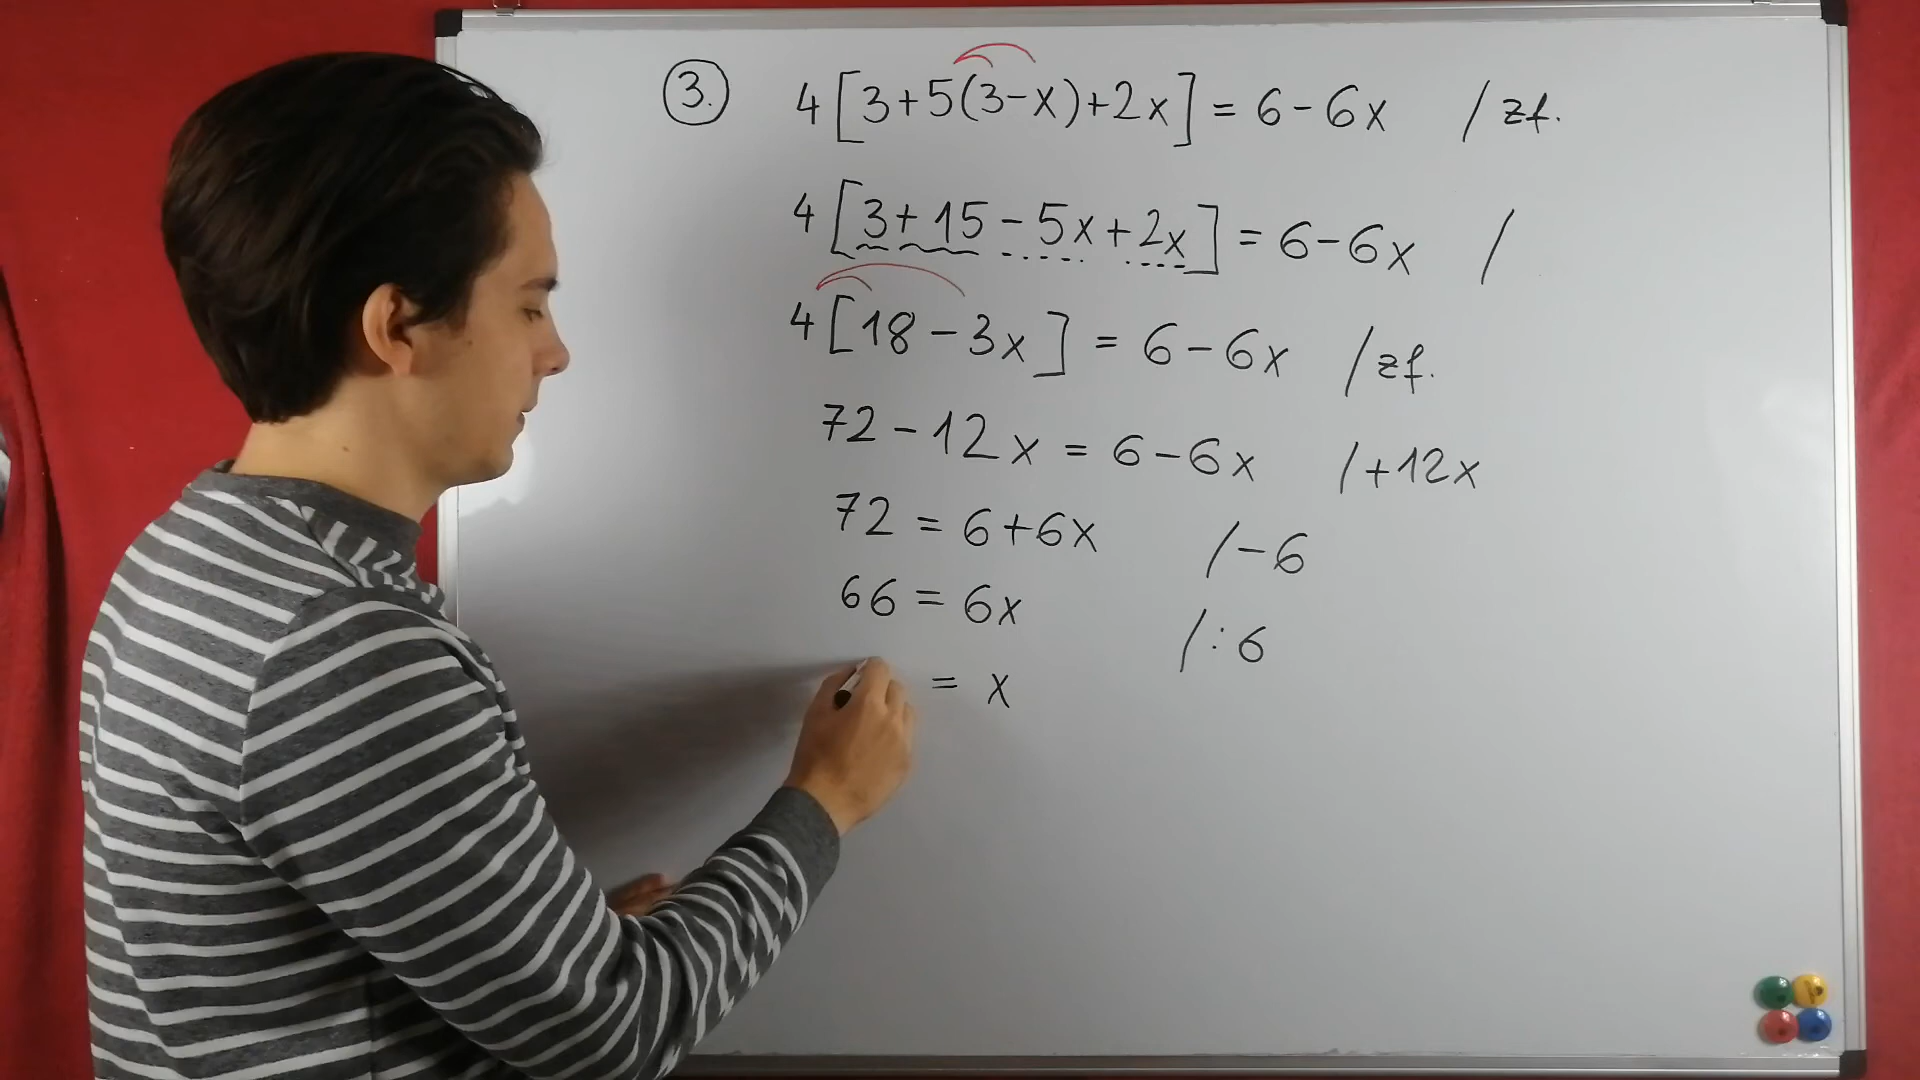 3. 4[3+5(3-x)+2x] = 6-6x / zf.
4[3+15-5x+2x] = 6-6x /
4[18-3x] = 6-6x / zf.
72-12x = 6-6x /+12x
72 = 6+6x /-6
66 = 6x /:6
= x